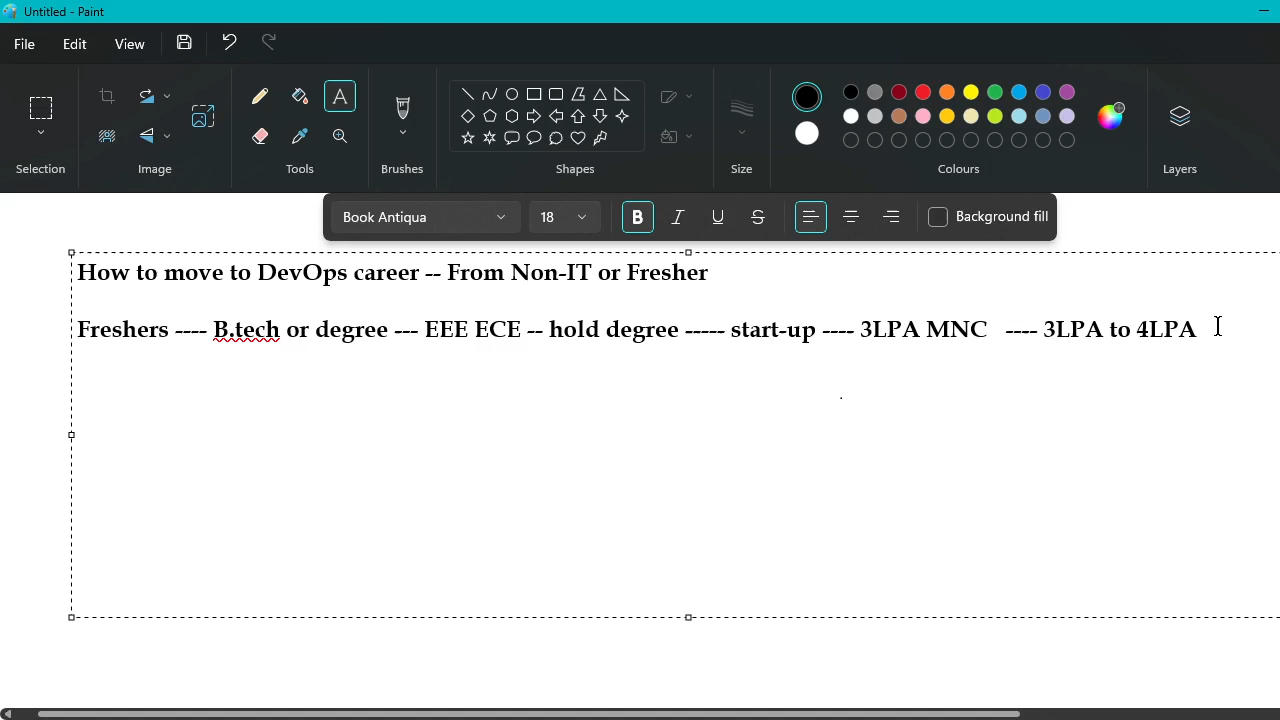 Untitled - Paint
File Edit View
Selection Image Tools Brushes Shapes Size Colours Layers
Book Antiqua 18 B I U S Background fill
How to move to DevOps career -- From Non-IT or Fresher
Freshers ---- B.tech or degree --- EEE ECE -- hold degree ----- start-up ---- 3LPA MNC ---- 3LPA to 4LPA